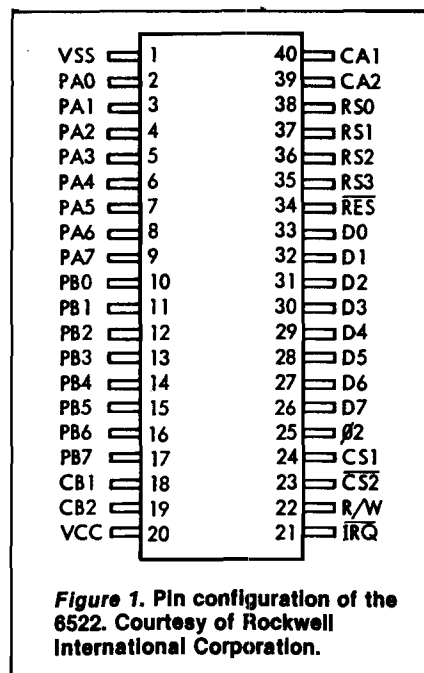 VSS 1 40 CA1
PA0 2 39 CA2
PA1 3 38 RS0
PA2 4 37 RS1
PA3 5 36 RS2
PA4 6 35 RS3
PA5 7 34 R̅E̅S̅
PA6 8 33 D0
PA7 9 32 D1
PB0 10 31 D2
PB1 11 30 D3
PB2 12 29 D4
PB3 13 28 D5
PB4 14 27 D6
PB5 15 26 D7
PB6 16 25 Ø2
PB7 17 24 CS1
CB1 18 23 C̅S̅2̅
CB2 19 22 R/W
VCC 20 21 I̅R̅Q̅
Figure 1. Pin configuration of the
6522. Courtesy of Rockwell
International Corporation.